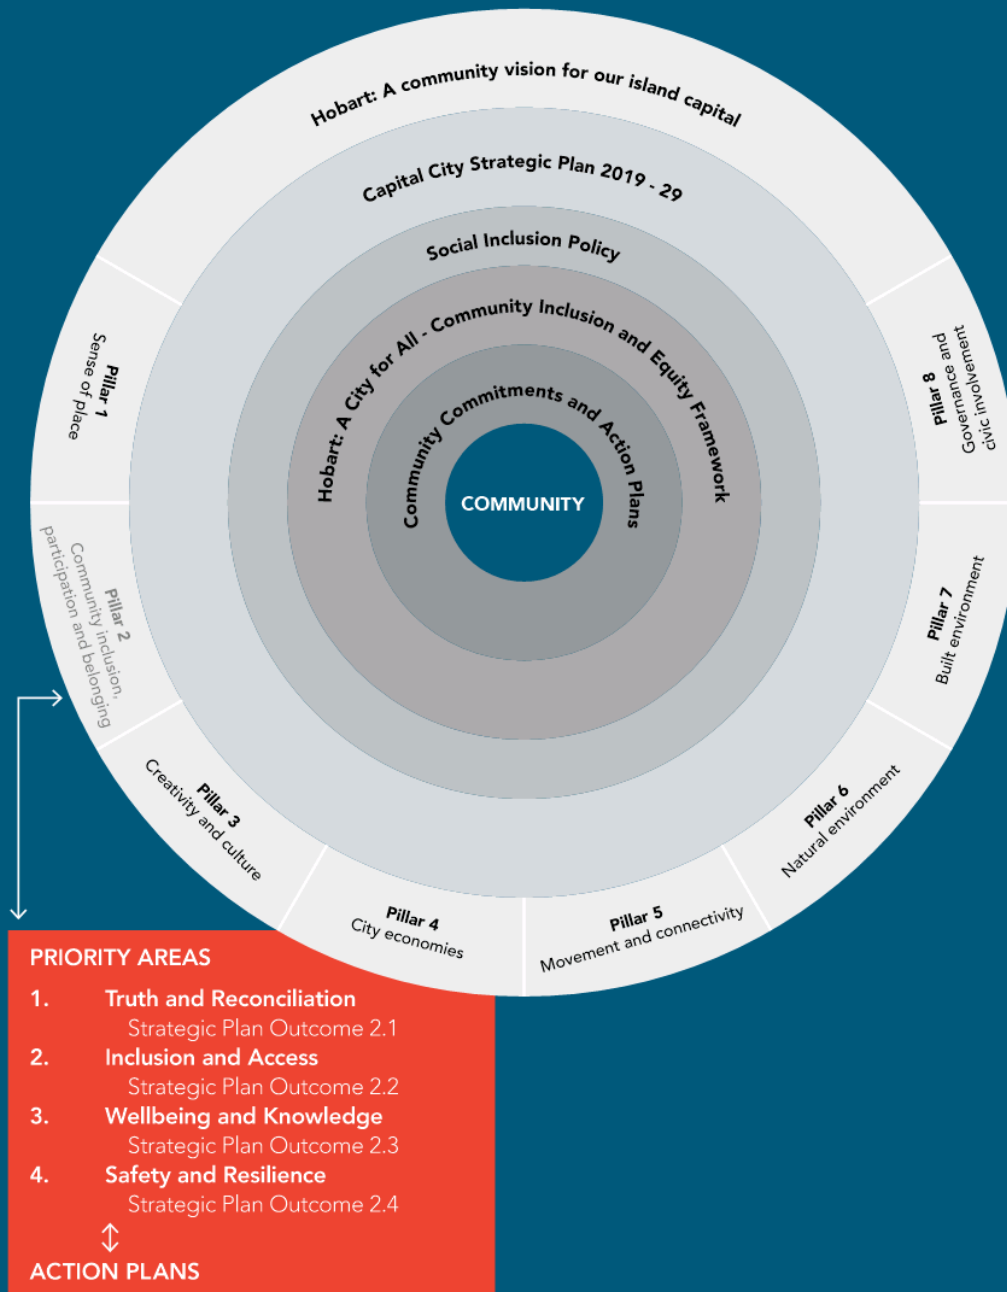 Hobart: A community vision for our island capital
Capital City Strategic Plan 2019 - 29
Social Inclusion Policy
Hobart: A City for All - Community Inclusion and Equity Framework
Community Commitments and Action Plans
COMMUNITY
Pillar 1
Sense of place
Pillar 2
Community inclusion,
participation and belonging
Pillar 3
Creativity and culture
Pillar 4
City economies
Pillar 5
Movement and connectivity
Pillar 6
Natural environment
Pillar 7
Built environment
Pillar 8
Governance and
civic involvement
PRIORITY AREAS
1. Truth and Reconciliation
Strategic Plan Outcome 2.1
2. Inclusion and Access
Strategic Plan Outcome 2.2
3. Wellbeing and Knowledge
Strategic Plan Outcome 2.3
4. Safety and Resilience
Strategic Plan Outcome 2.4
ACTION PLANS